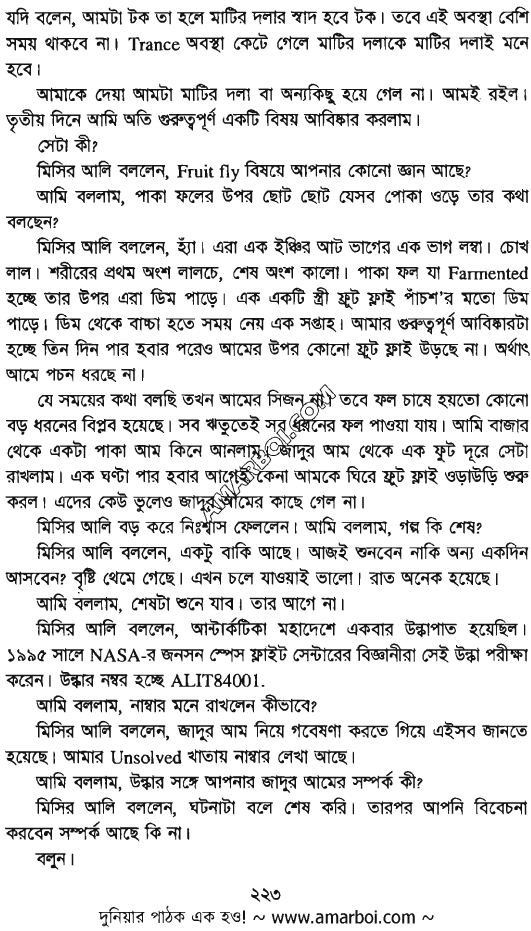 যদি বলেন, আমটা টক তা হলে মাটির দলার স্বাদ হবে টক। তবে এই অবস্থা বেশি
সময় থাকবে না। Trance অবস্থা কেটে গেলে মাটির দলাকে মাটির দলাই মনে
হবে।
আমাকে দেয়া আমটা মাটির দলা বা অন্যকিছু হয়ে গেল না। আমই রইল।
তৃতীয় দিনে আমি অতি গুরুত্বপূর্ণ একটি বিষয় আবিষ্কার করলাম।
সেটা কী?
মিসির আলি বললেন, Fruit fly বিষয়ে আপনার কোনো জ্ঞান আছে?
আমি বললাম, পাকা ফলের উপর ছোট ছোট যেসব পোকা ওড়ে তার কথা
বলছেন?
মিসির আলি বললেন, হ্যাঁ। এরা এক ইঞ্চির আট ভাগের এক ভাগ লম্বা। চোখ
লাল। শরীরের প্রথম অংশ লালচে, শেষ অংশ কালো। পাকা ফল যা Farmented
হচ্ছে তার উপর এরা ডিম পাড়ে। এক একটি স্ত্রী ফ্রুট ফ্লাই পাঁচশ'র মতো ডিম
পাড়ে। ডিম থেকে বাচ্চা হতে সময় নেয় এক সপ্তাহ। আমার গুরুত্বপূর্ণ আবিষ্কারটা
হচ্ছে তিন দিন পার হবার পরেও আমের উপর কোনো ফ্রুট ফ্লাই উড়ছে না। অর্থাৎ
আমে পচন ধরছে না।
যে সময়ের কথা বলছি তখন আমের সিজন না। তবে ফল চাষে হয়তো কোনো
বড় ধরনের বিপ্লব হয়েছে। সব ঋতুতেই সব ধরনের ফল পাওয়া যায়। আমি বাজার
থেকে একটা পাকা আম কিনে আনলাম। জাদুর আম থেকে এক ফুট দূরে সেটা
রাখলাম। এক ঘণ্টা পার হবার আগেই কেনা আমকে ঘিরে ফ্রুট ফ্লাই ওড়াউড়ি শুরু
করল। এদের কেউ ভুলেও জাদুর আমের কাছে গেল না।
মিসির আলি বড় করে নিঃশ্বাস ফেললেন। আমি বললাম, গল্প কি শেষ?
মিসির আলি বললেন, একটু বাকি আছে। আজই শুনবেন নাকি অন্য একদিন
আসবেন? বৃষ্টি থেমে গেছে। এখন চলে যাওয়াই ভালো। রাত অনেক হয়েছে।
আমি বললাম, শেষটা শুনে যাব। তার আগে না।
মিসির আলি বললেন, আন্টার্কটিকা মহাদেশে একবার উল্কাপাত হয়েছিল।
১৯৯৫ সালে NASA-র জনসন স্পেস ফ্লাইট সেন্টারের বিজ্ঞানীরা সেই উল্কা পরীক্ষা
করেন। উল্কার নম্বর হচ্ছে ALIT84001.
আমি বললাম, নাম্বার মনে রাখলেন কীভাবে?
মিসির আলি বললেন, জাদুর আম নিয়ে গবেষণা করতে গিয়ে এইসব জানতে
হয়েছে। আমার Unsolved খাতায় নাম্বার লেখা আছে।
আমি বললাম, উল্কার সঙ্গে আপনার জাদুর আমের সম্পর্ক কী?
মিসির আলি বললেন, ঘটনাটা বলে শেষ করি। তারপর আপনি বিবেচনা
করবেন সম্পর্ক আছে কি না।
বলুন।
AMARBOI.COM
২২৩
দুনিয়ার পাঠক এক হও! ~ www.amarboi.com ~